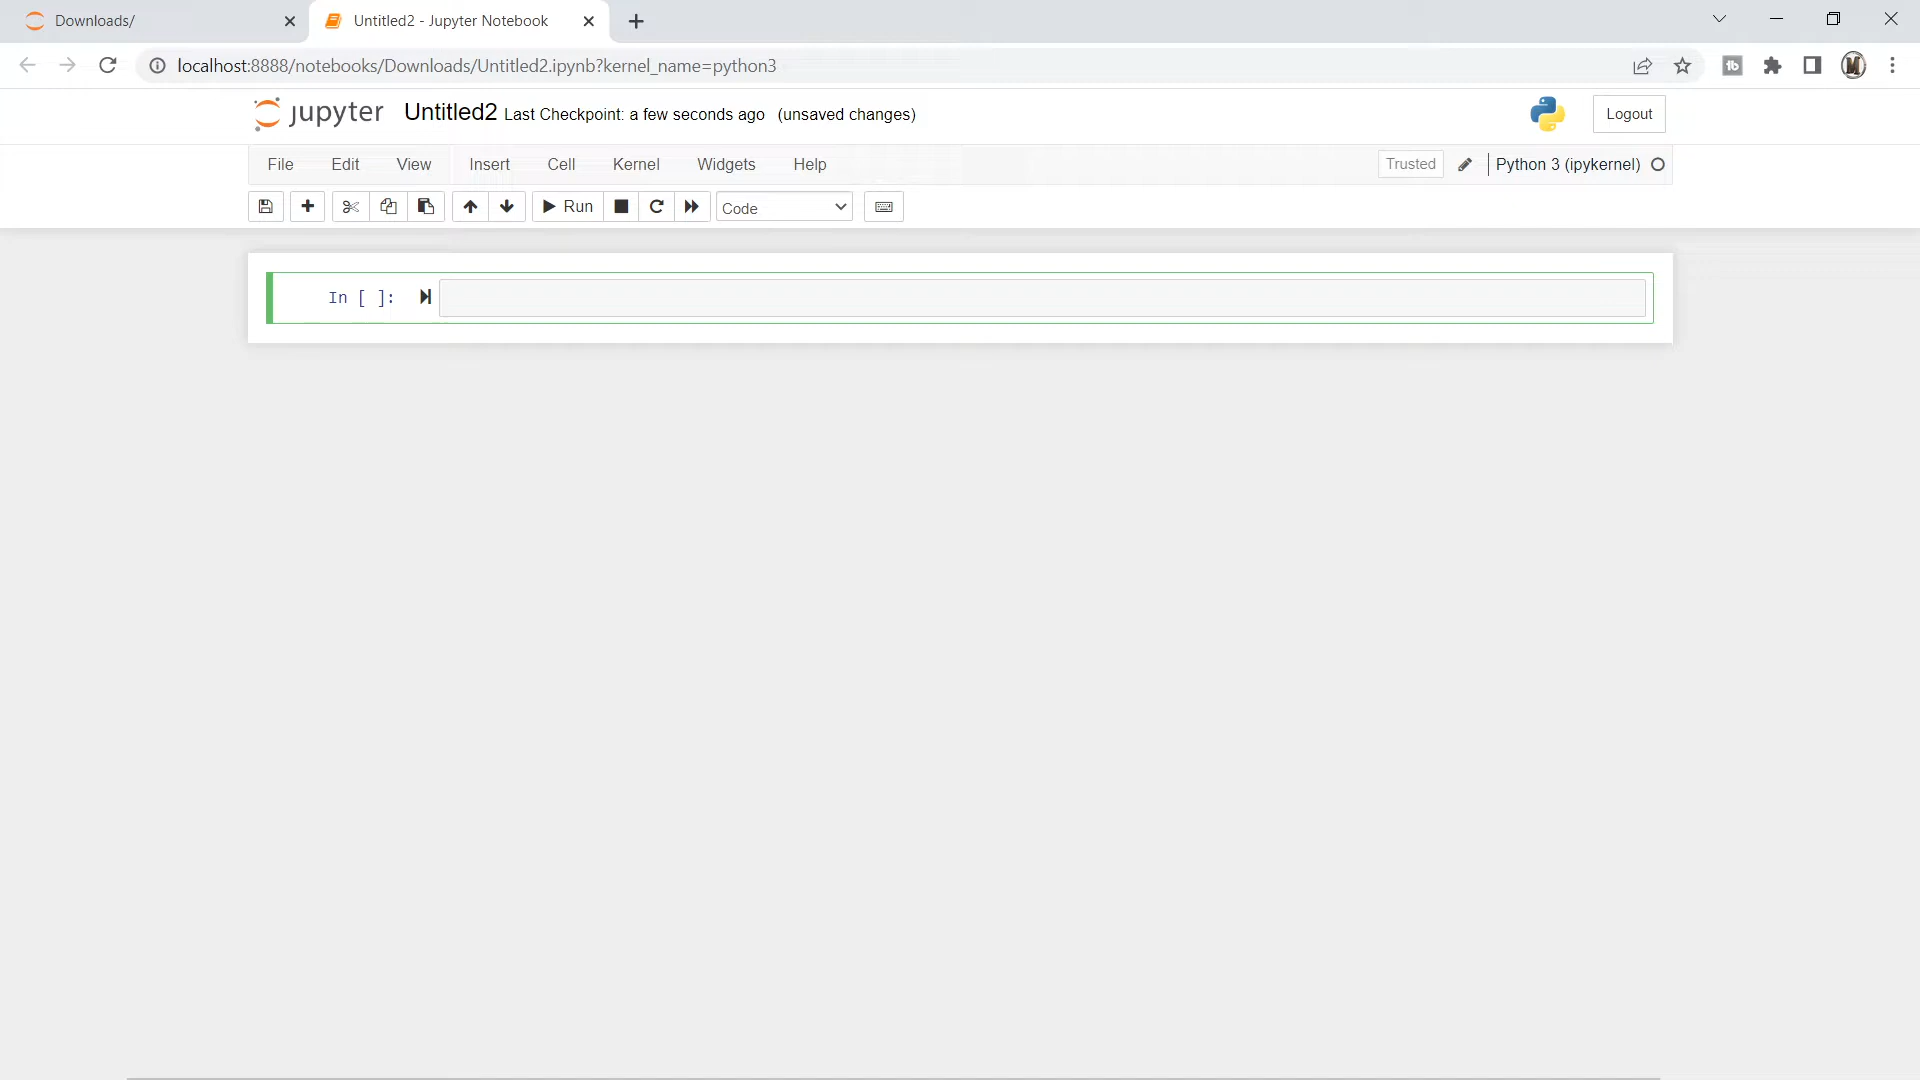 Downloads/
Untitled2 - Jupyter Notebook
localhost:8888/notebooks/Downloads/Untitled2.ipynb?kernel_name=python3
jupyter Untitled2 Last Checkpoint: a few seconds ago (unsaved changes)
Logout
File Edit View Insert Cell Kernel Widgets Help
Trusted
Python 3 (ipykernel)
Run
Code
In [ ]: